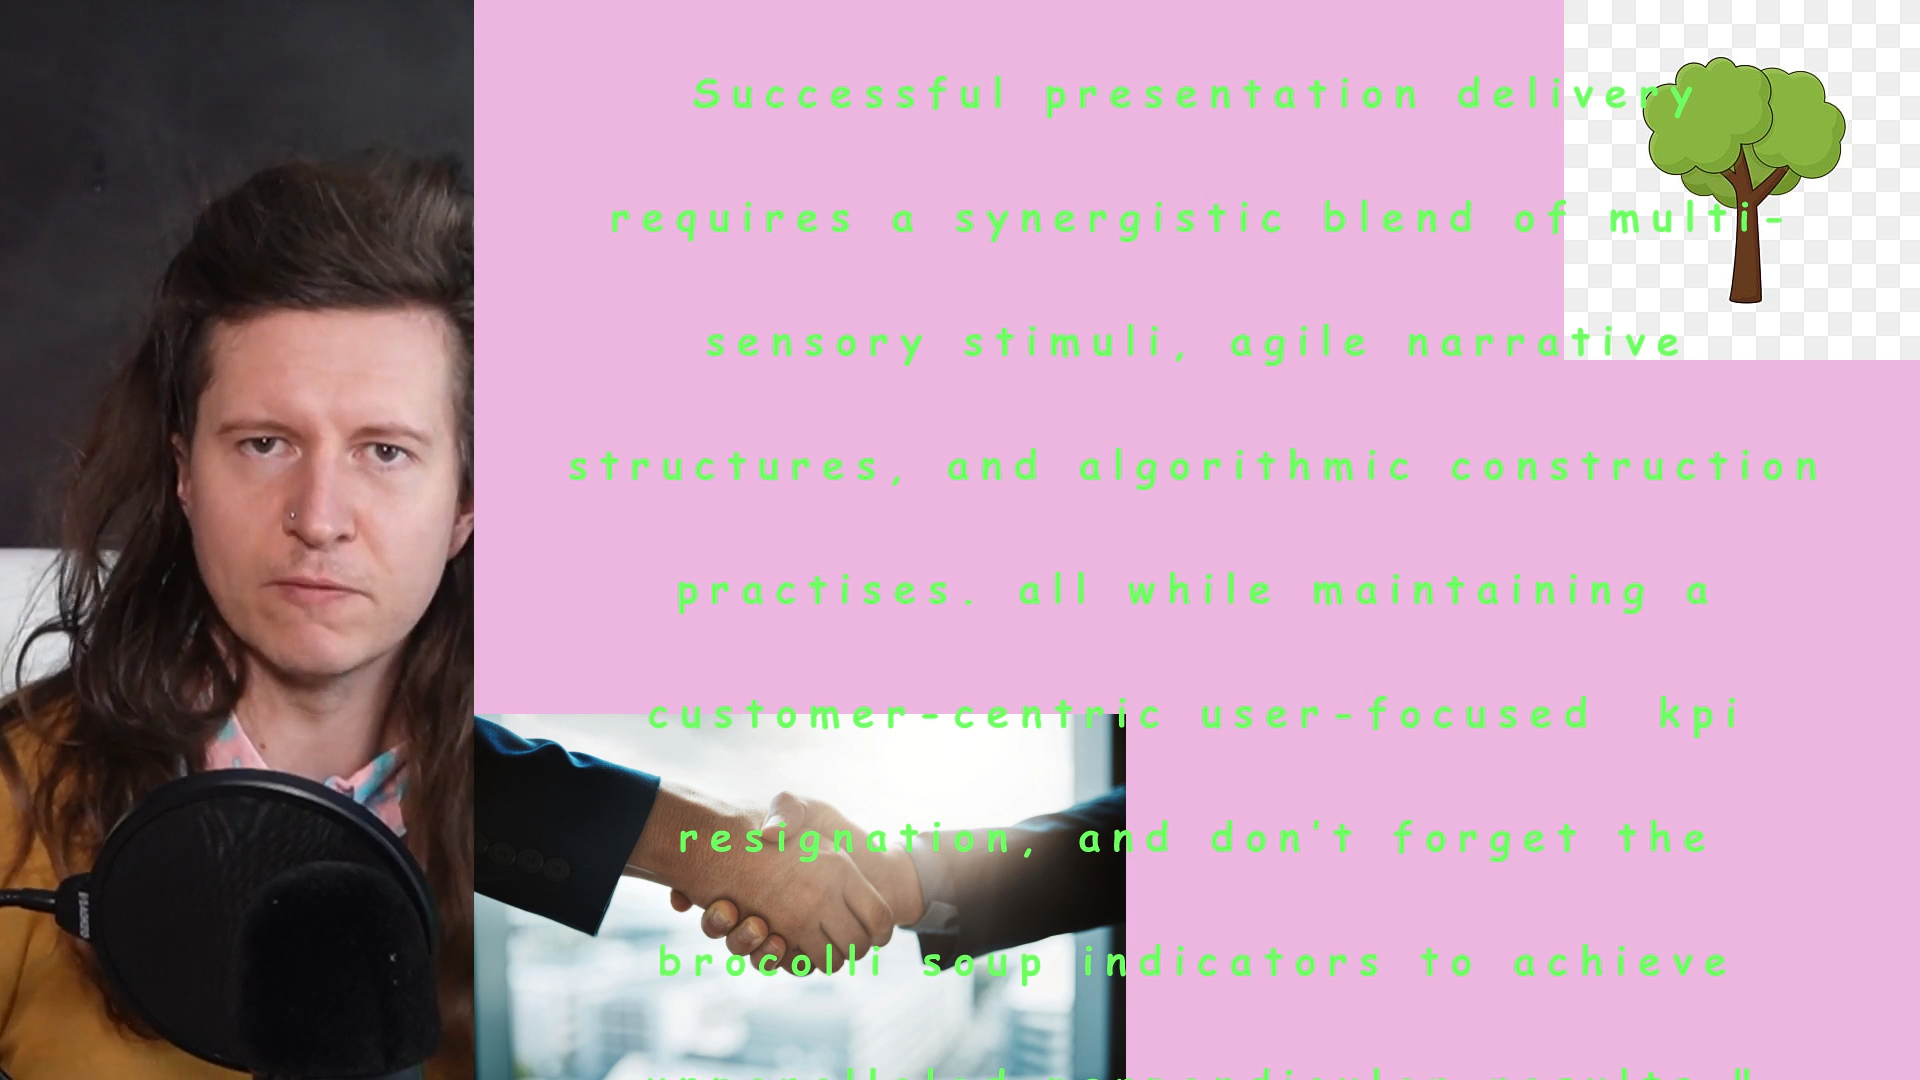 Successful presentation delivery
requires a synergistic blend of multi-
sensory stimuli, agile narrative
structures, and algorithmic construction
practises. all while maintaining a
customer-centric user-focused kpi
resignation, and don't forget the
brocolli soup indicators to achieve